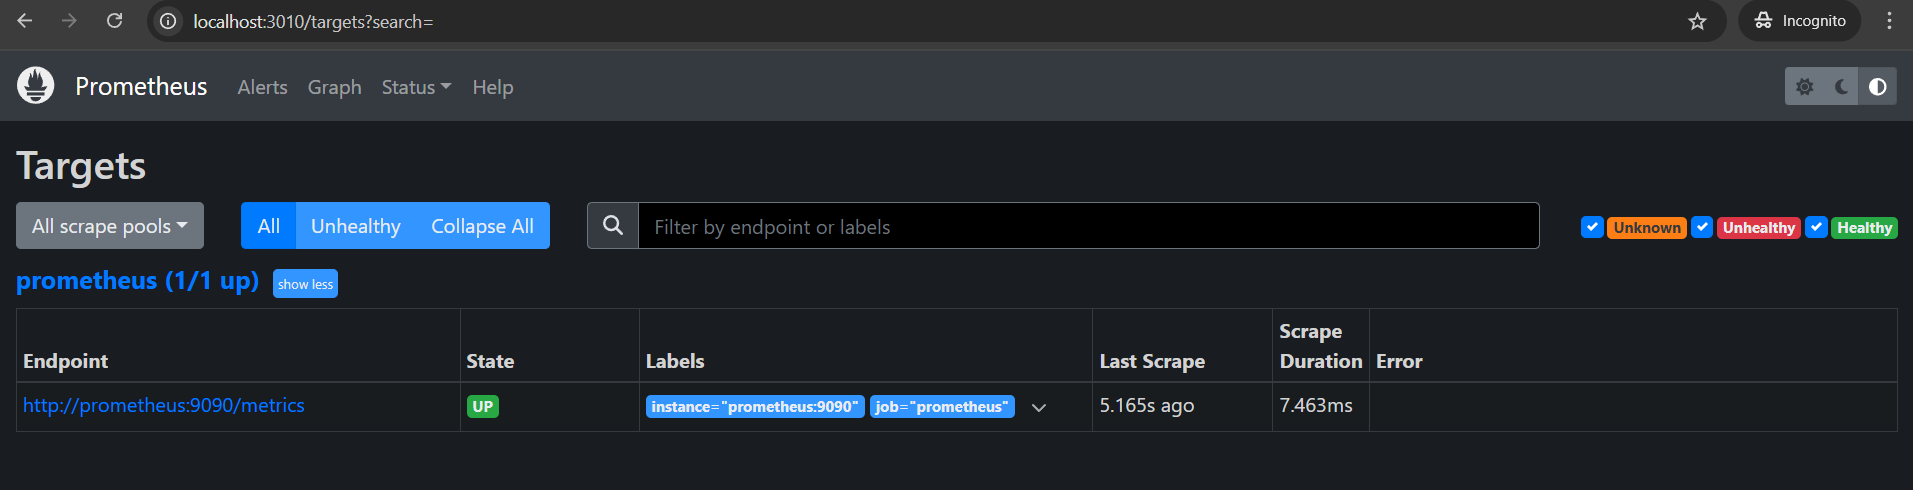 localhost:3010/targets?search=
Incognito
Prometheus Alerts Graph Status Help
Targets
All scrape pools All Unhealthy Collapse All Filter by endpoint or labels Unknown Unhealthy Healthy
prometheus (1/1 up) show less
Endpoint State Labels Last Scrape Scrape Duration Error
http://prometheus:9090/metrics UP instance="prometheus:9090" job="prometheus" 5.165s ago 7.463ms